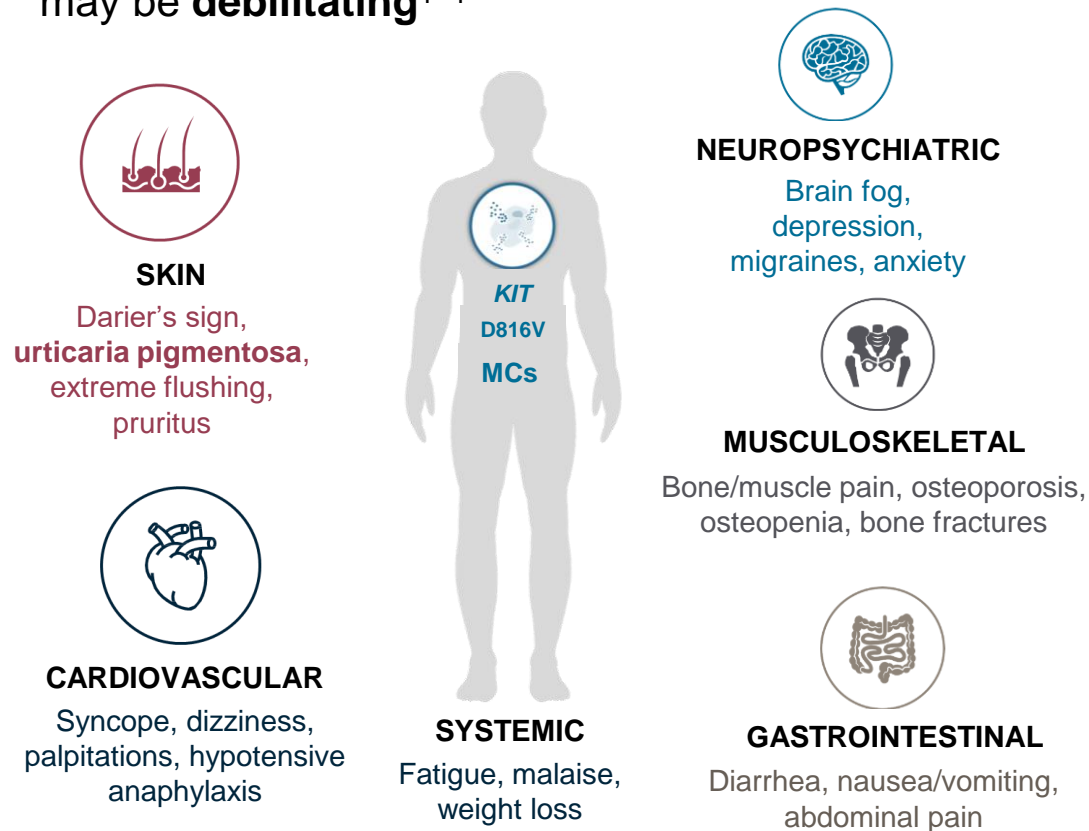 may be debilitating
SKIN
Darier's sign,
urticaria pigmentosa,
extreme flushing,
pruritus
CARDIOVASCULAR
Syncope, dizziness,
palpitations, hypotensive
anaphylaxis
KIT
D816V
MCs
SYSTEMIC
Fatigue, malaise,
weight loss
NEUROPSYCHIATRIC
Brain fog,
depression,
migraines, anxiety
MUSCULOSKELETAL
Bone/muscle pain, osteoporosis,
osteopenia, bone fractures
GASTROINTESTINAL
Diarrhea, nausea/vomiting,
abdominal pain